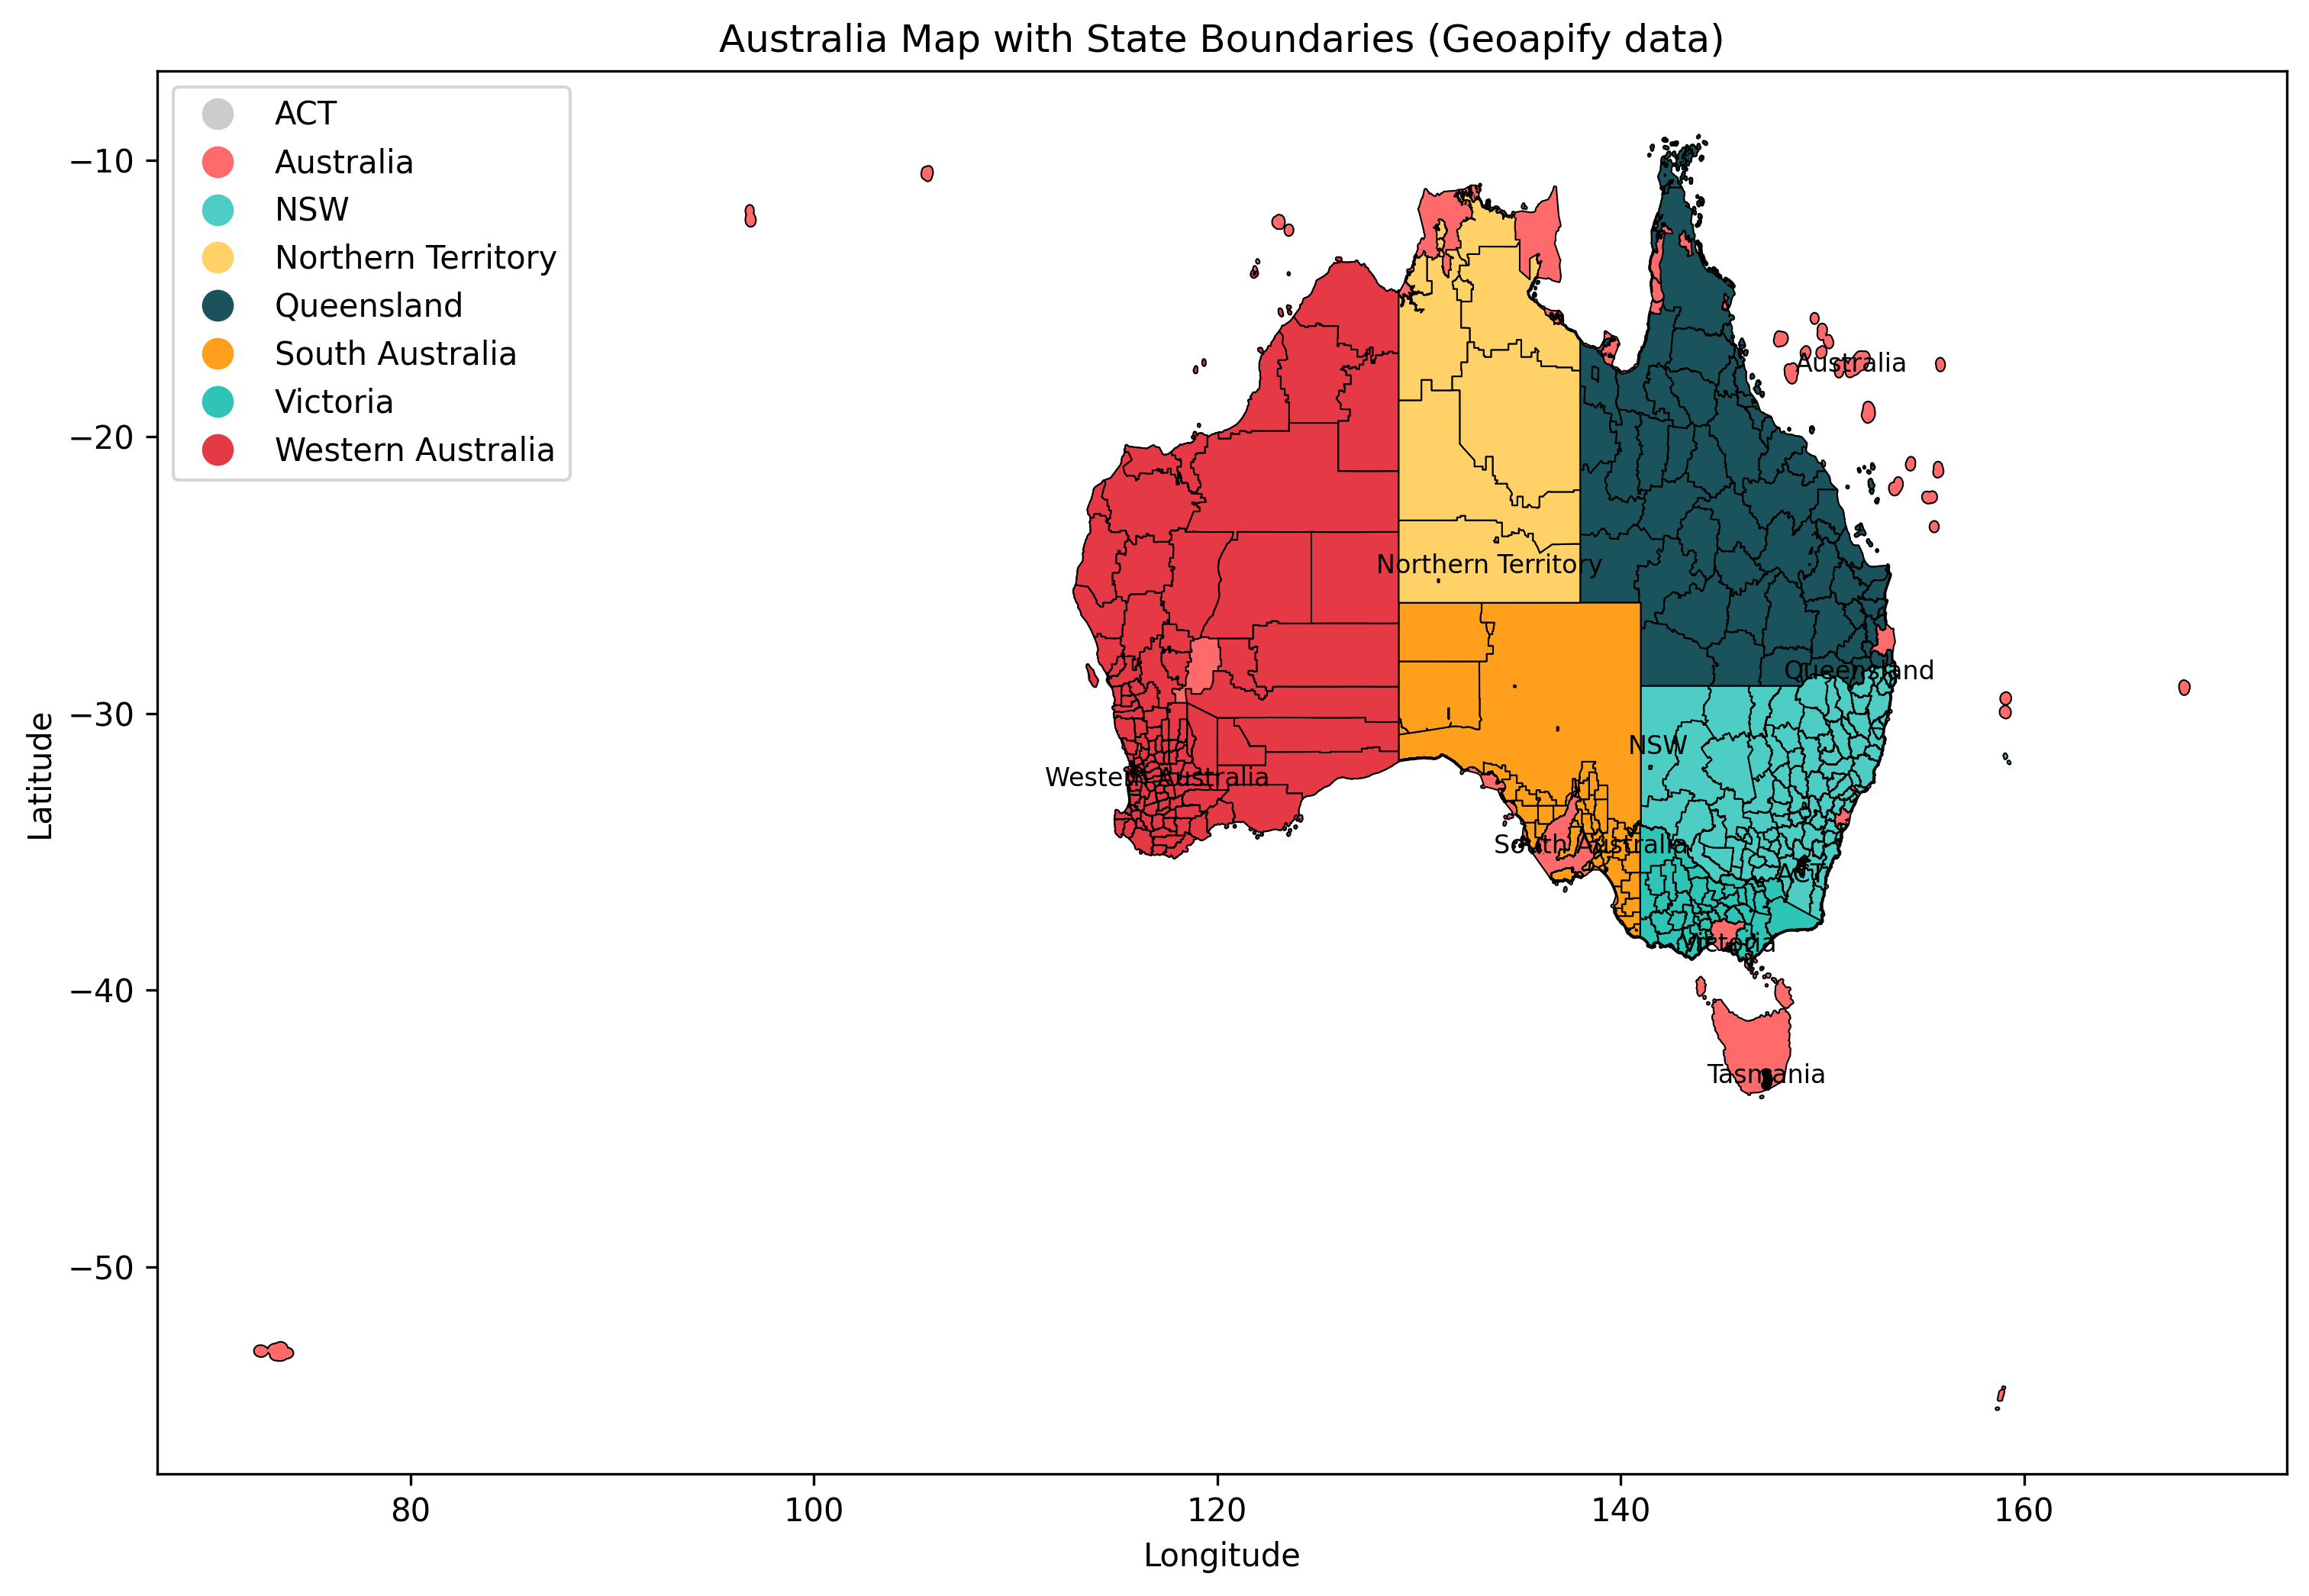 Australia Map with State Boundaries (Geoapify data)
ACT
Australia
NSW
Northern Territory
Queensland
South Australia
Victoria
Western Australia
Latitude
−10
−20
−30
−40
−50
Australia
Northern Territory
Queensland
NSW
Western Australia
South Australia
ACT
Victoria
Tasmania
80
100
120
140
160
Longitude